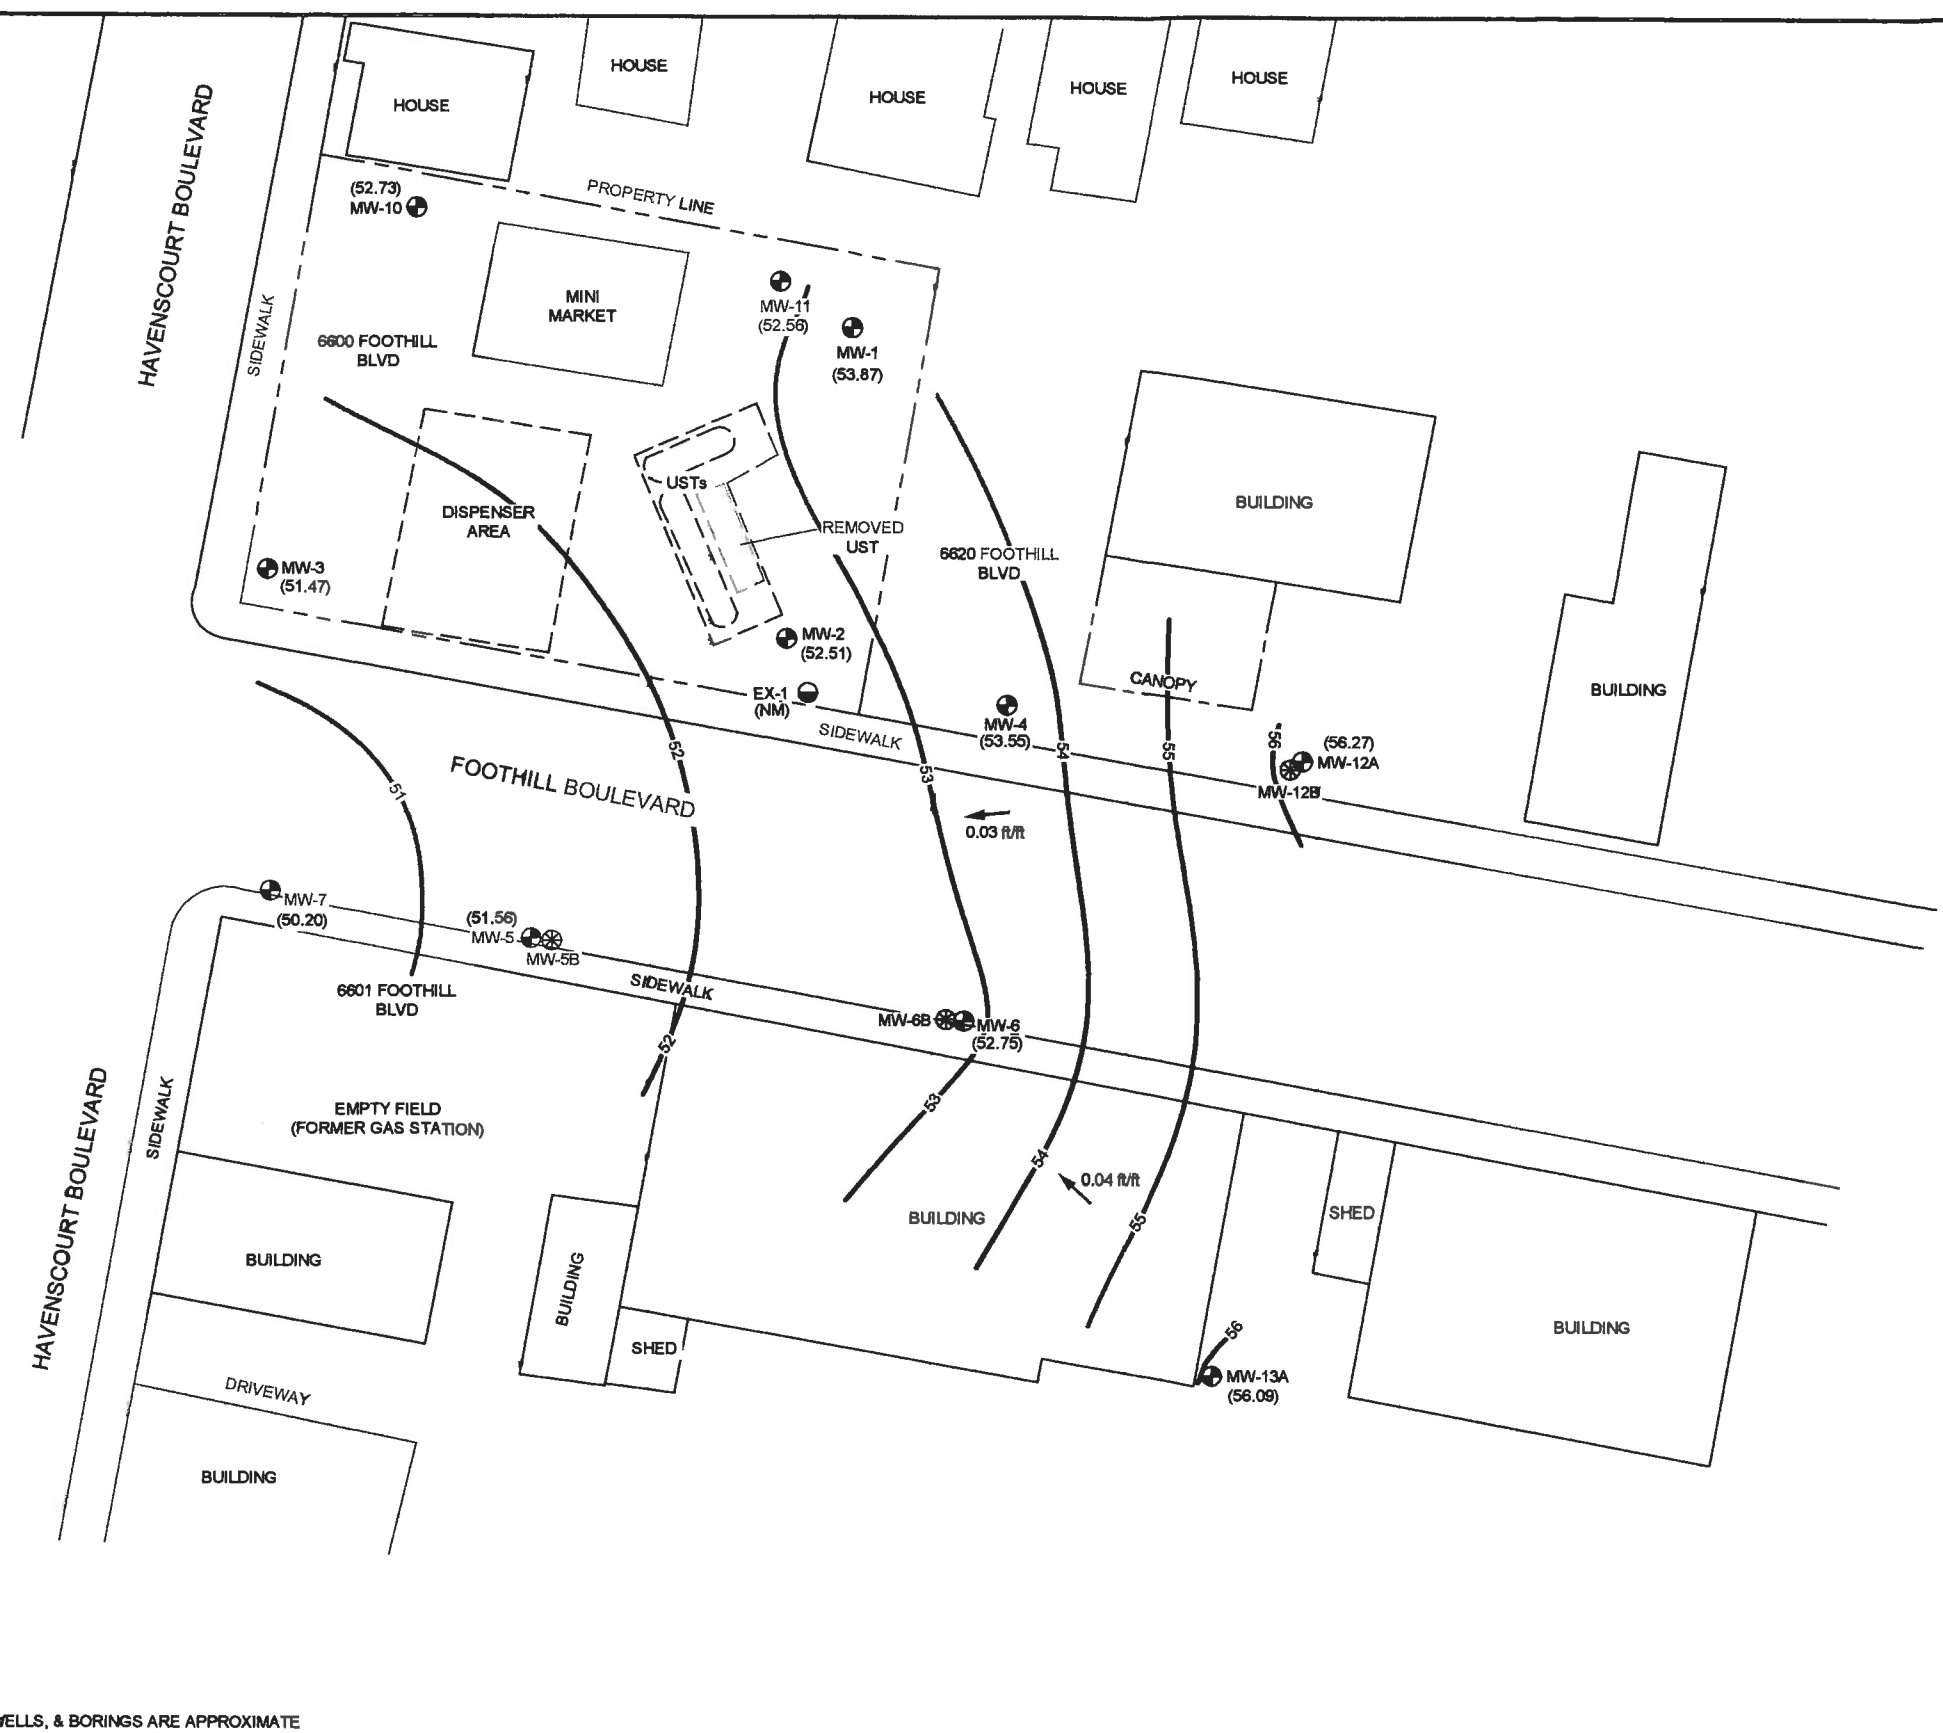 HOUSE
HOUSE
HOUSE
HOUSE
HOUSE
HAVENSCOURT BOULEVARD
SIDEWALK
(52.73)
MW-10
PROPERTY LINE
MINI
MARKET
6600 FOOTHILL
BLVD
MW-11
(52.56)
MW-1
(53.87)
USTs
DISPENSER
AREA
REMOVED
UST
6620 FOOTHILL
BLVD
BUILDING
MW-3
(51.47)
MW-2
(52.51)
EX-1
(NM)
SIDEWALK
MW-4
(53.55)
CANOPY
BUILDING
(56.27)
MW-12A
MW-12B
51
52
53
54
55
56
FOOTHILL BOULEVARD
0.03 ft/ft
MW-7
(50.20)
(51.56)
MW-5
MW-5B
SIDEWALK
6601 FOOTHILL
BLVD
MW-6B
MW-6
(52.75)
52
53
54
55
0.04 ft/ft
HAVENSCOURT BOULEVARD
SIDEWALK
EMPTY FIELD
(FORMER GAS STATION)
BUILDING
BUILDING
BUILDING
SHED
SHED
BUILDING
56
MW-13A
(56.09)
DRIVEWAY
BUILDING
WELLS, & BORINGS ARE APPROXIMATE